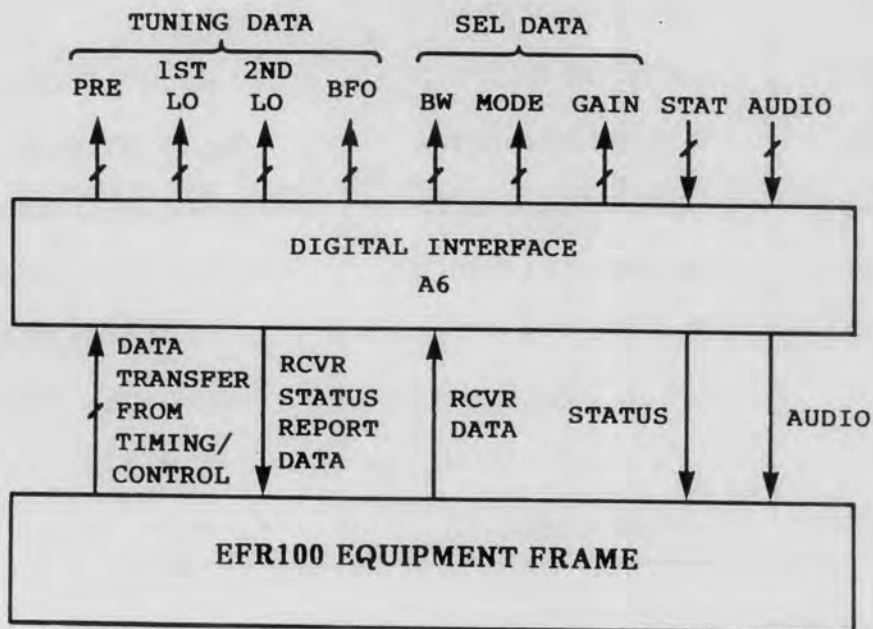 TUNING DATA
SEL DATA
PRE
1ST
LO
2ND
LO
BFO
BW
MODE
GAIN
STAT
AUDIO
DIGITAL INTERFACE
A6
DATA
TRANSFER
FROM
TIMING/
CONTROL
RCVR
STATUS
REPORT
DATA
RCVR
DATA
STATUS
AUDIO
EFR100 EQUIPMENT FRAME